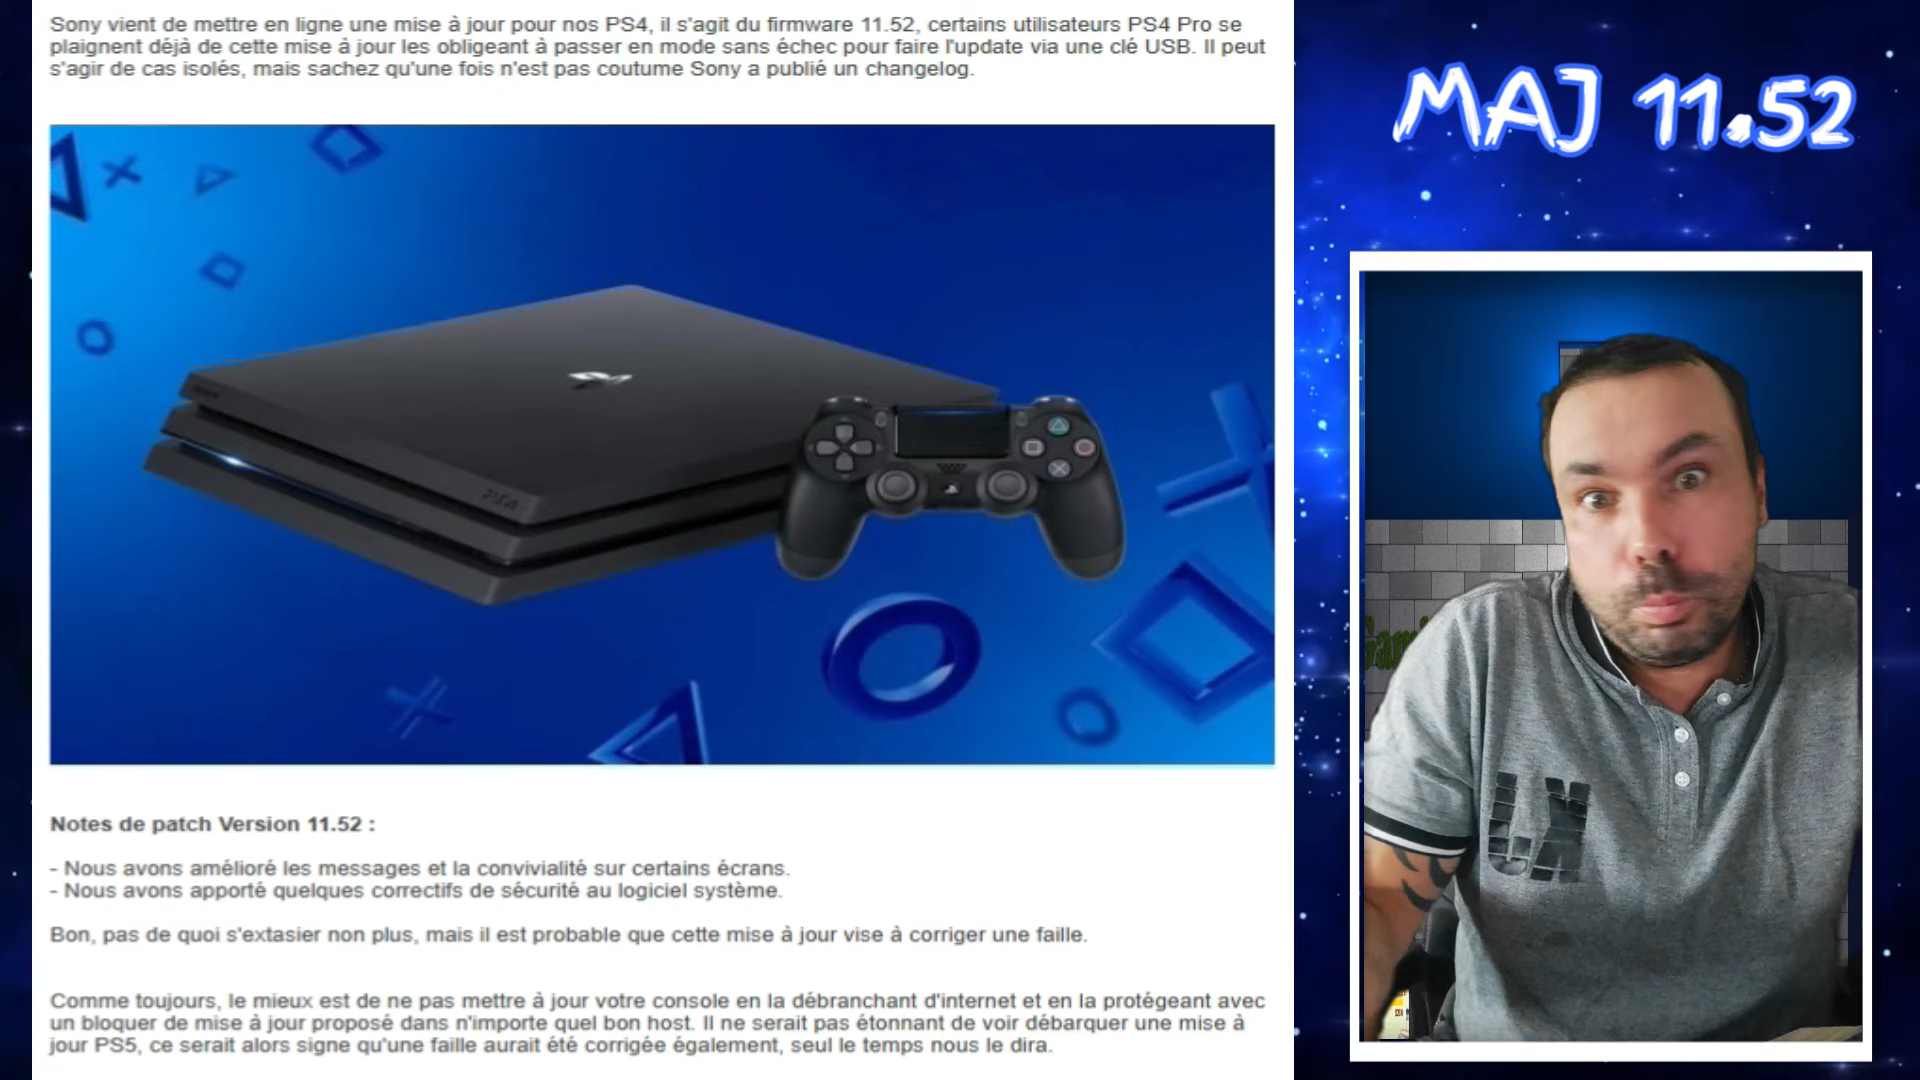 Sony vient de mettre en ligne une mise à jour pour nos PS4, il s'agit du firmware 11.52, certains utilisateurs PS4 Pro se
plaignent déjà de cette mise à jour les obligeant à passer en mode sans échec pour faire l'update via une clé USB. Il peut
s'agir de cas isolés, mais sachez qu'une fois n'est pas coutume Sony a publié un changelog.
MAJ 11.52
PS4
Notes de patch Version 11.52 :
- Nous avons amélioré les messages et la convivialité sur certains écrans.
- Nous avons apporté quelques correctifs de sécurité au logiciel système.
Bon, pas de quoi s'extasier non plus, mais il est probable que cette mise à jour vise à corriger une faille.
Comme toujours, le mieux est de ne pas mettre à jour votre console en la débranchant d'internet et en la protégeant avec
un bloquer de mise à jour proposé dans n'importe quel bon host. Il ne serait pas étonnant de voir débarquer une mise à
jour PS5, ce serait alors signe qu'une faille aurait été corrigée également, seul le temps nous le dira.